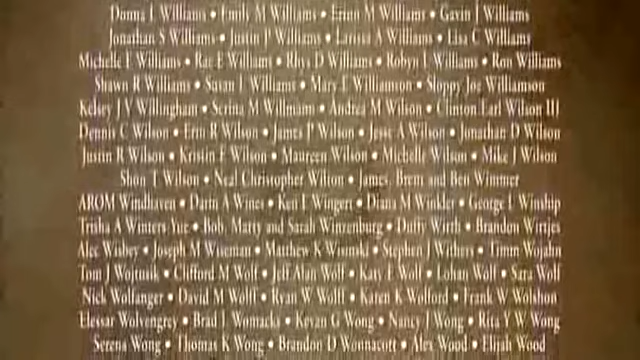 Donna L Williams • Emily M Williams • Erinn M Williams • Gavin J Williams
Jonathan S Williams • Justin P Williams • Larissa A Williams • Lisa C Williams
Michelle E Williams • Rae E Williams • Rhys D Williams • Robyn L Williams • Roy Williams
Shawn R Williams • Susan J Williams • Mary E Williamson • Sloppy Joe Williamson
Kelsey J V Willingham • Serina M Willmann • Andrea M Wilson • Clinton Earl Wilson III
Dennis C Wilson • Erin R Wilson • James P Wilson • Jesse A Wilson • Jonathan D Wilson
Justin R Wilson • Kristin F Wilson • Maureen Wilson • Michelle Wilson • Mike J Wilson
T Wilson • Neal Christopher Wilson • James, Brent and Ben Wimmer
AROM Windhaven • Darin A Wines • Ken E Wingert • Diana M Winkler • George L Winship
Trisha A Winters Yue • Bob, Marty and Sarah Wintzenburg • Duffy Wirth • Brandon Wirtjes
Alec Wisbey • Joseph M Wiseman • Matthew K • Stephen J Withers • Timm Wojahn
Tom J Wojtusik • Clifford M Wolf • Jeff Alan Wolf • Katy E Wolf • Lohan Wolf • Sara Wolf
Nick Wolfanger • David M Wolff • Ryan W Wolff • Karen K Wolford • Frank W Wolshon
Elessar Wolvengrey • Brad L Womacks • Kevan G Wong • Nancy J Wong • Rita Y W Wong
Serena Wong • Thomas K Wong • Brandon D Wonnacott • Alex Wood • Elijah Wood